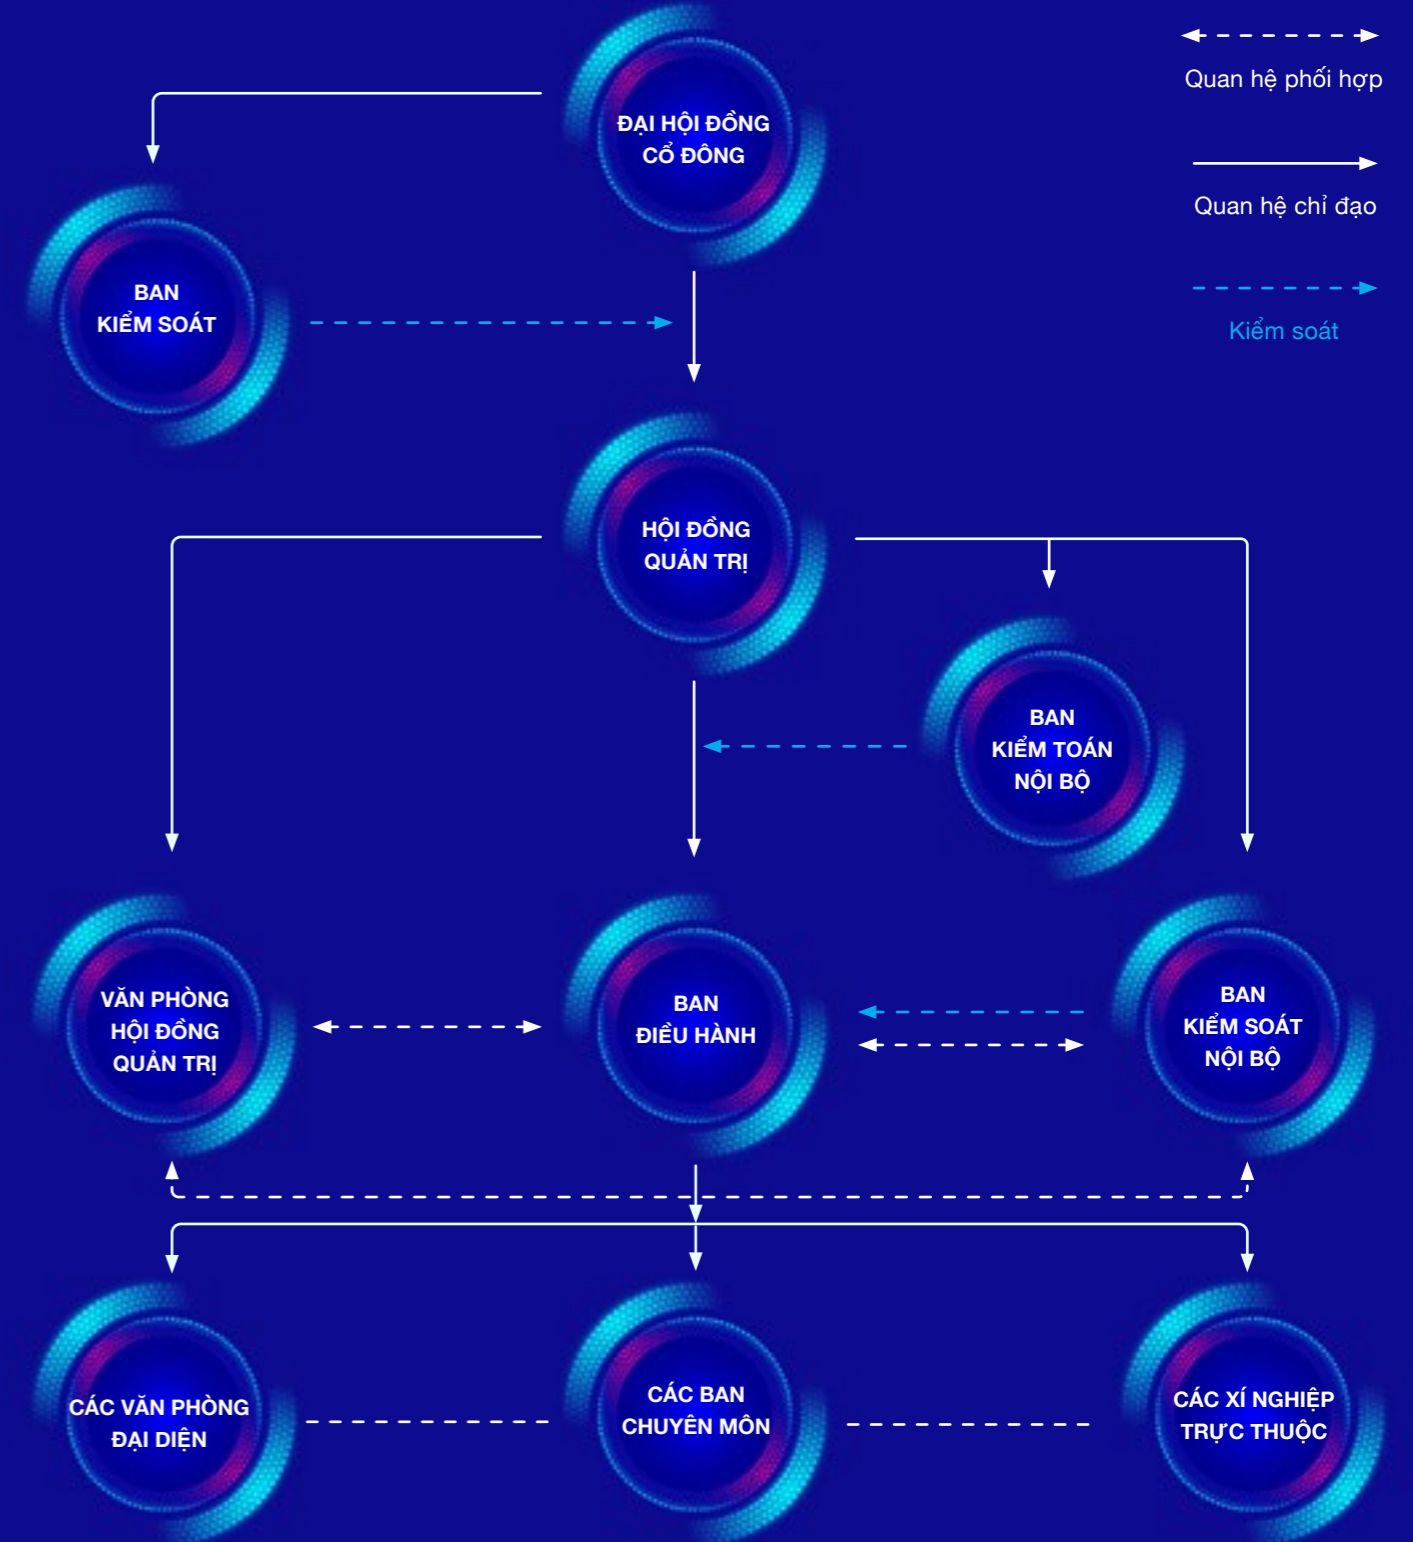 Quan hệ phối hợp
Quan hệ chỉ đạo
Kiểm soát
ĐẠI HỘI ĐỒNG
CỔ ĐÔNG
BAN
KIỂM SOÁT
HỘI ĐỒNG
QUẢN TRỊ
BAN
KIỂM TOÁN
NỘI BỘ
VĂN PHÒNG
HỘI ĐỒNG
QUẢN TRỊ
BAN
ĐIỀU HÀNH
BAN
KIỂM SOÁT
NỘI BỘ
CÁC VĂN PHÒNG
ĐẠI DIỆN
CÁC BAN
CHUYÊN MÔN
CÁC XÍ NGHIỆP
TRỰC THUỘC